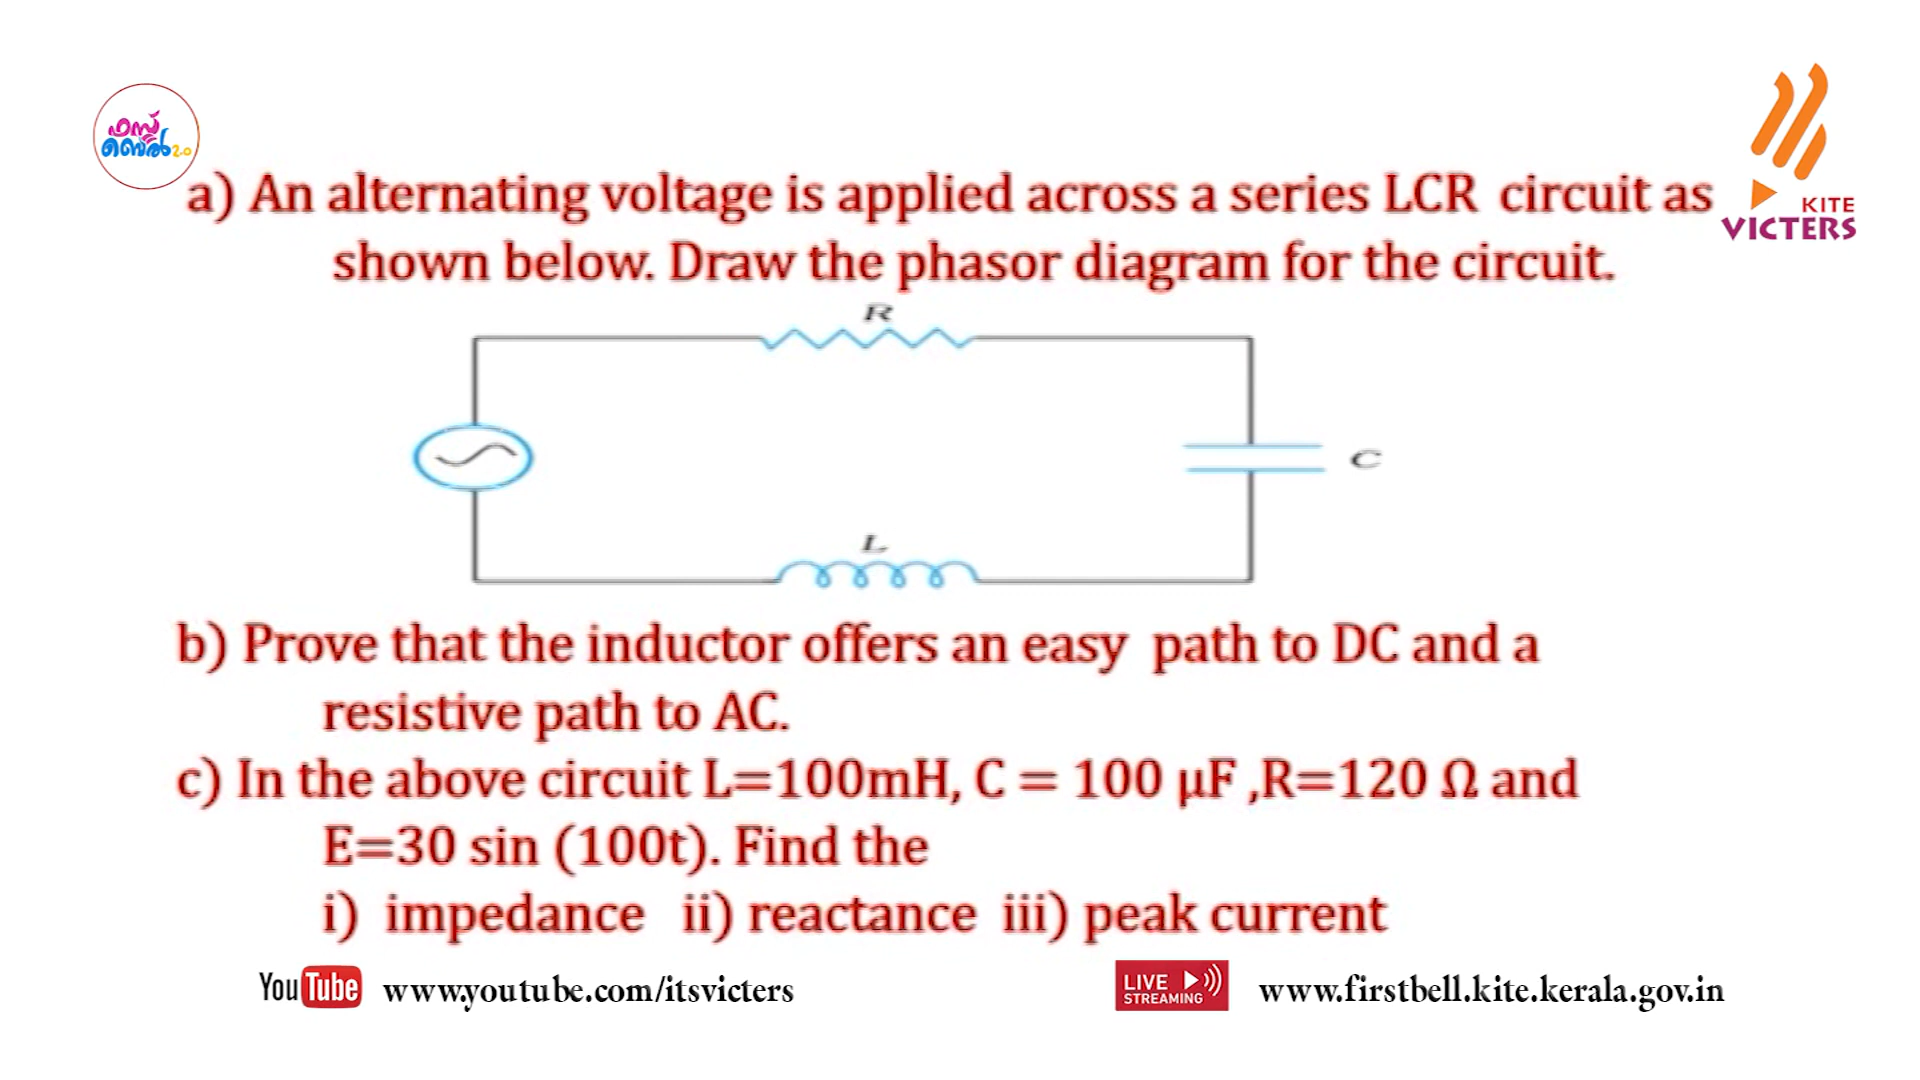 ഫസ്റ്റ്
ബെൽ 2.0
KITE
VICTERS
a) An alternating voltage is applied across a series LCR circuit as
shown below. Draw the phasor diagram for the circuit.
R
C
L
b) Prove that the inductor offers an easy path to DC and a
resistive path to AC.
c) In the above circuit L=100mH, C = 100 µF ,R=120 Ω and
E=30 sin (100t). Find the
i) impedance ii) reactance iii) peak current
YouTube www.youtube.com/itsvicters
LIVE STREAMING www.firstbell.kite.kerala.gov.in